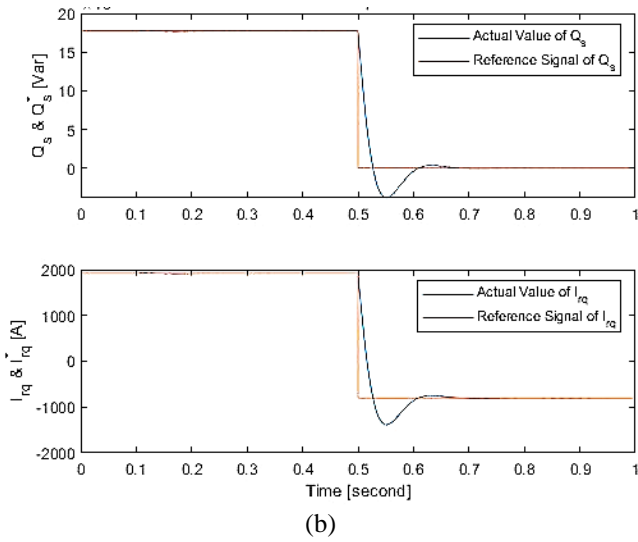 20
15
10
5
0
Q_s & Q*_s [Var]
Actual Value of Q_s
Reference Signal of Q_s
0 0.1 0.2 0.3 0.4 0.5 0.6 0.7 0.8 0.9 1
2000
1000
0
-1000
-2000
I_rq & I*_rq [A]
Actual Value of I_rq
Reference Signal of I_rq
0 0.1 0.2 0.3 0.4 0.5 0.6 0.7 0.8 0.9 1
Time [second]
(b)